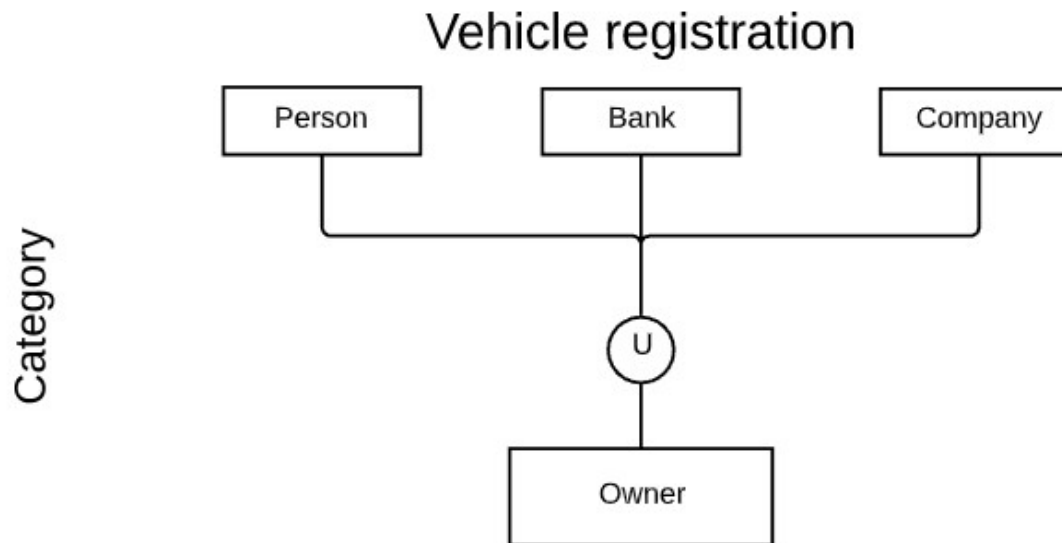 Vehicle registration
Person
Bank
Company
Category
U
Owner